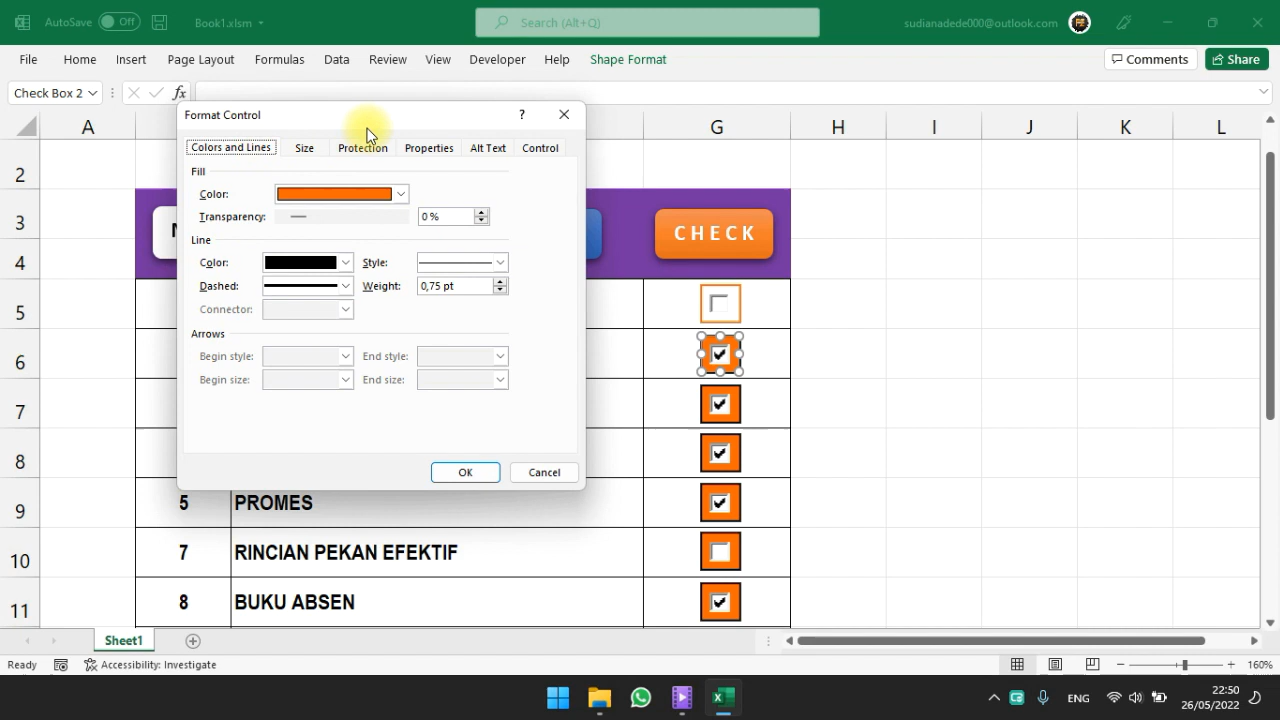 AutoSave Off Book1.xlsm Search (Alt+Q) sudianadede000@outlook.com
File Home Insert Page Layout Formulas Data Review View Developer Help Shape Format Comments Share
Check Box 2 fx
Format Control ?
A G H I J K L
Colors and Lines Size Protection Properties Alt Text Control
Fill
Color:
Transparency: 0 %
Line
Color: Style:
Dashed: Weight: 0,75 pt
Connector:
Arrows
Begin style: End style:
Begin size: End size:
OK Cancel
2
3
CHECK
4
5
6
7
8
9 5 PROMES
10 7 RINCIAN PEKAN EFEKTIF
11 8 BUKU ABSEN
Sheet1
Ready Accessibility: Investigate 160%
ENG 22:50
26/05/2022